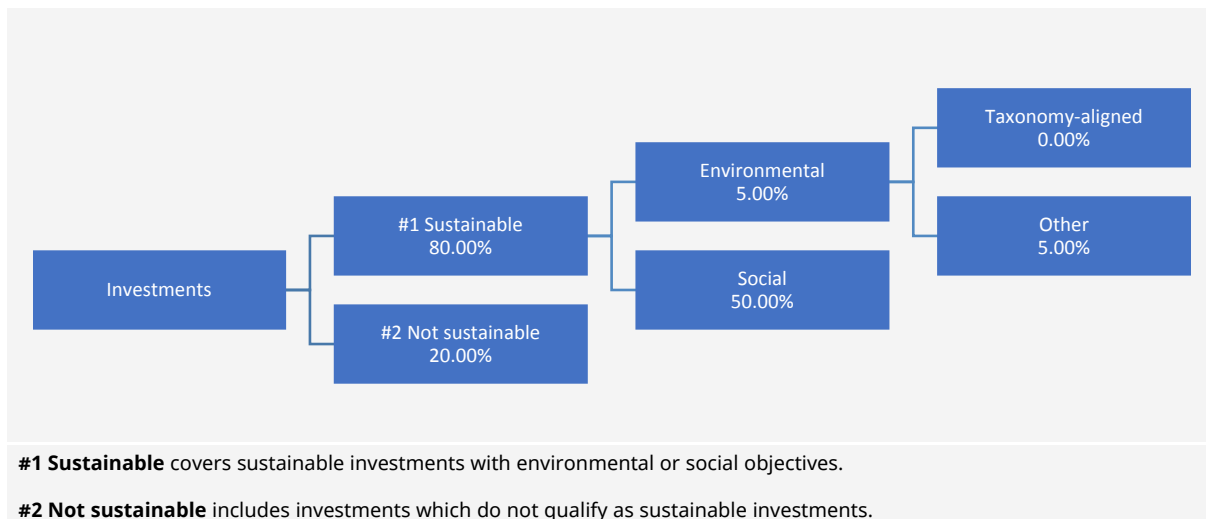 Investments
#1 Sustainable
80.00%
#2 Not sustainable
20.00%
Environmental
5.00%
Social
50.00%
Taxonomy-aligned
0.00%
Other
5.00%
#1 Sustainable covers sustainable investments with environmental or social objectives.
#2 Not sustainable includes investments which do not qualify as sustainable investments.